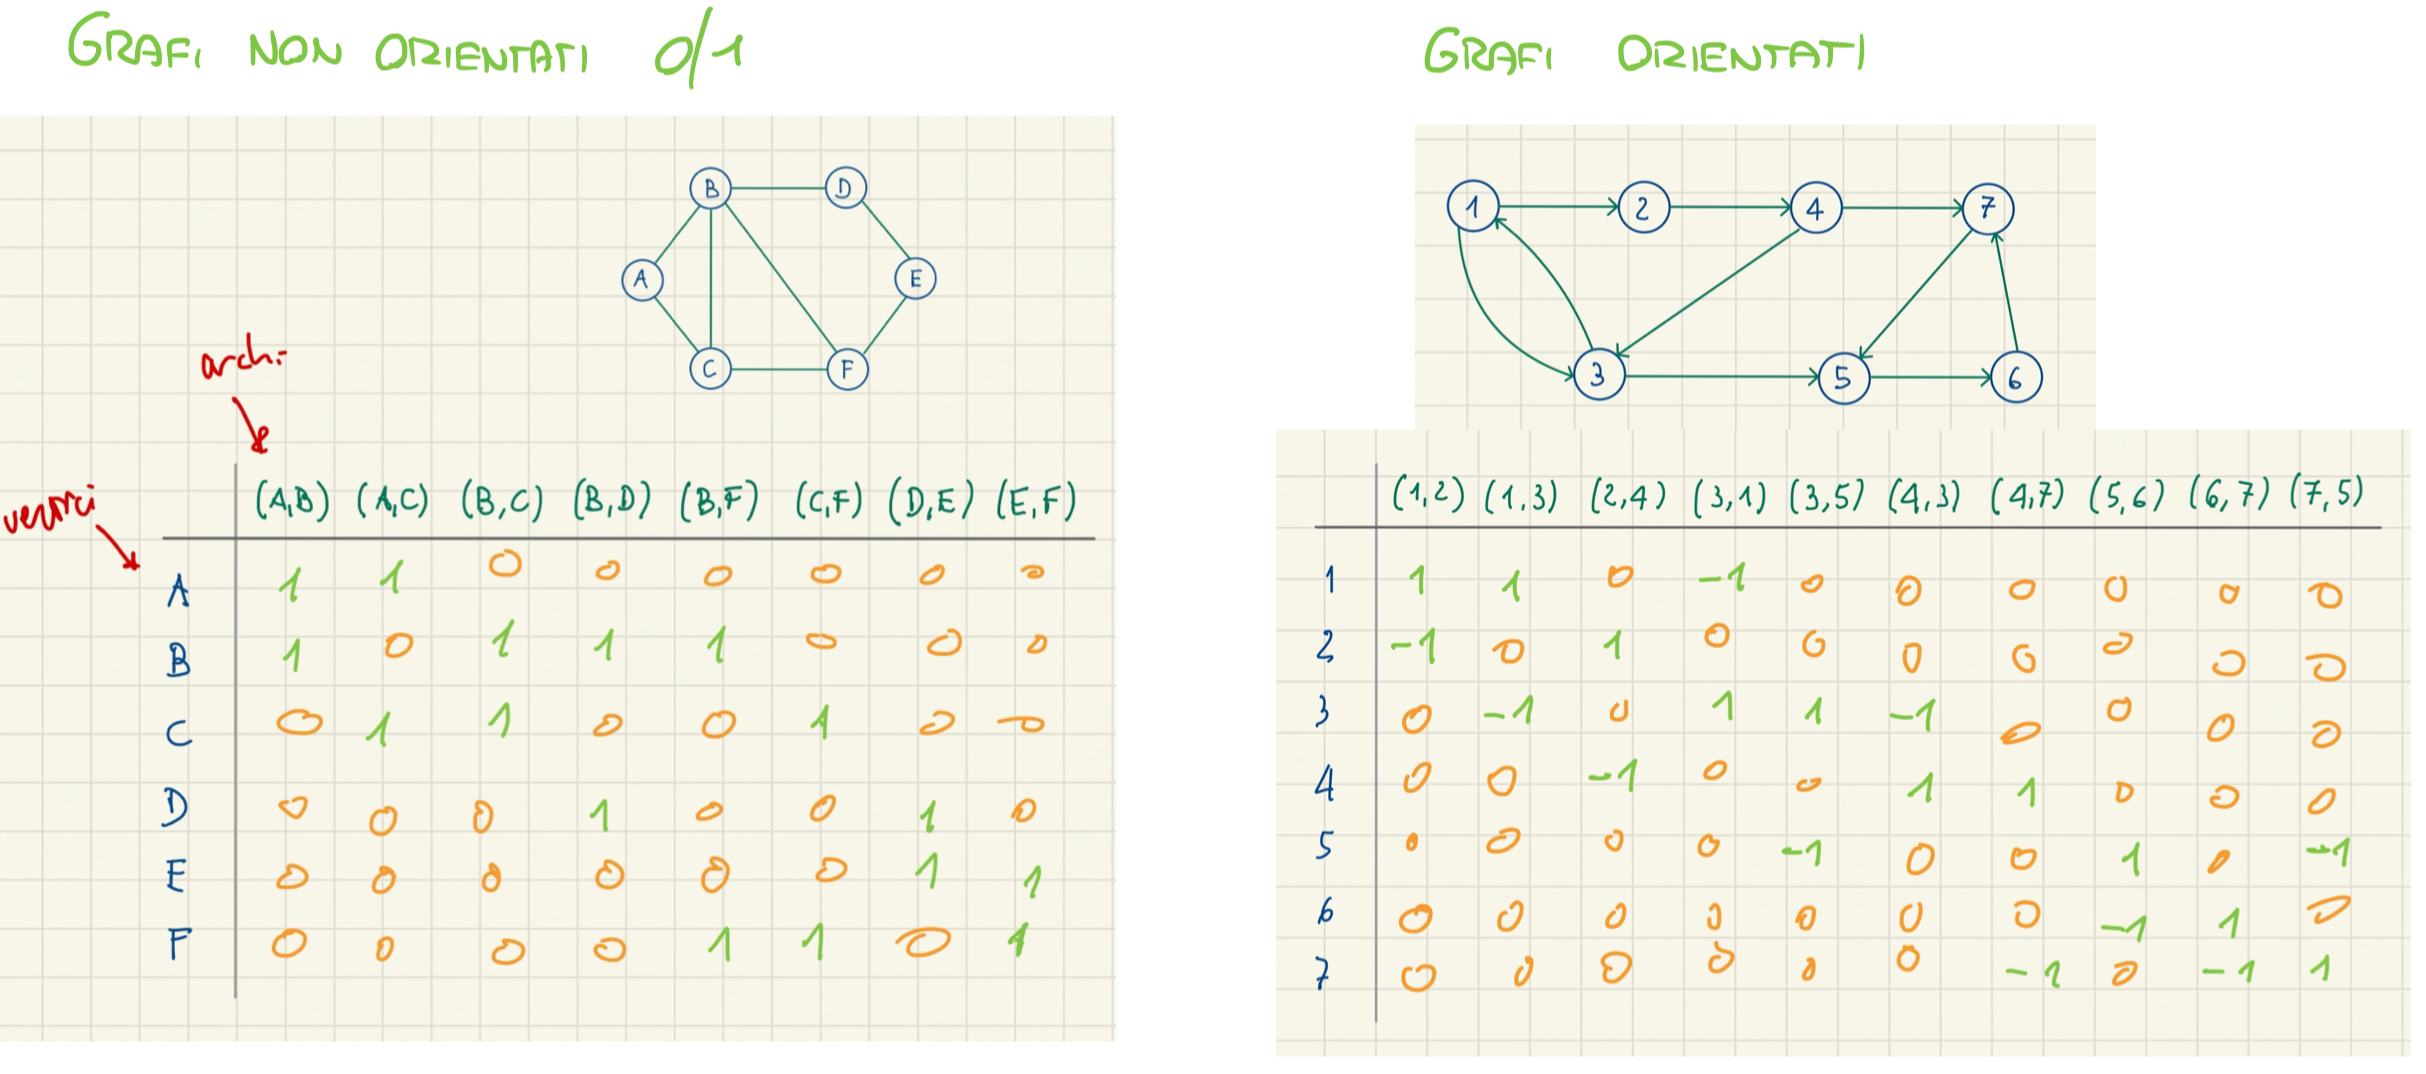 GRAFI NON ORIENTATI 0/1
B D
A E
C F
archi
vertici
(A,B) (A,C) (B,C) (B,D) (B,F) (C,F) (D,E) (E,F)
A 1 1 0 0 0 0 0 0
B 1 0 1 1 1 0 0 0
C 0 1 1 0 0 1 0 0
D 0 0 0 1 0 0 1 0
E 0 0 0 0 0 0 1 1
F 0 0 0 0 1 1 0 1
GRAFI ORIENTATI
1 2 4 7
3 5 6
(1,2) (1,3) (2,4) (3,1) (3,5) (4,3) (4,7) (5,6) (6,7) (7,5)
1 1 1 0 -1 0 0 0 0 0 0
2 -1 0 1 0 0 0 0 0 0 0
3 0 -1 0 1 1 -1 0 0 0 0
4 0 0 -1 0 0 1 1 0 0 0
5 0 0 0 0 -1 0 0 1 0 -1
6 0 0 0 0 0 0 0 -1 1 0
7 0 0 0 0 0 0 -1 0 -1 1